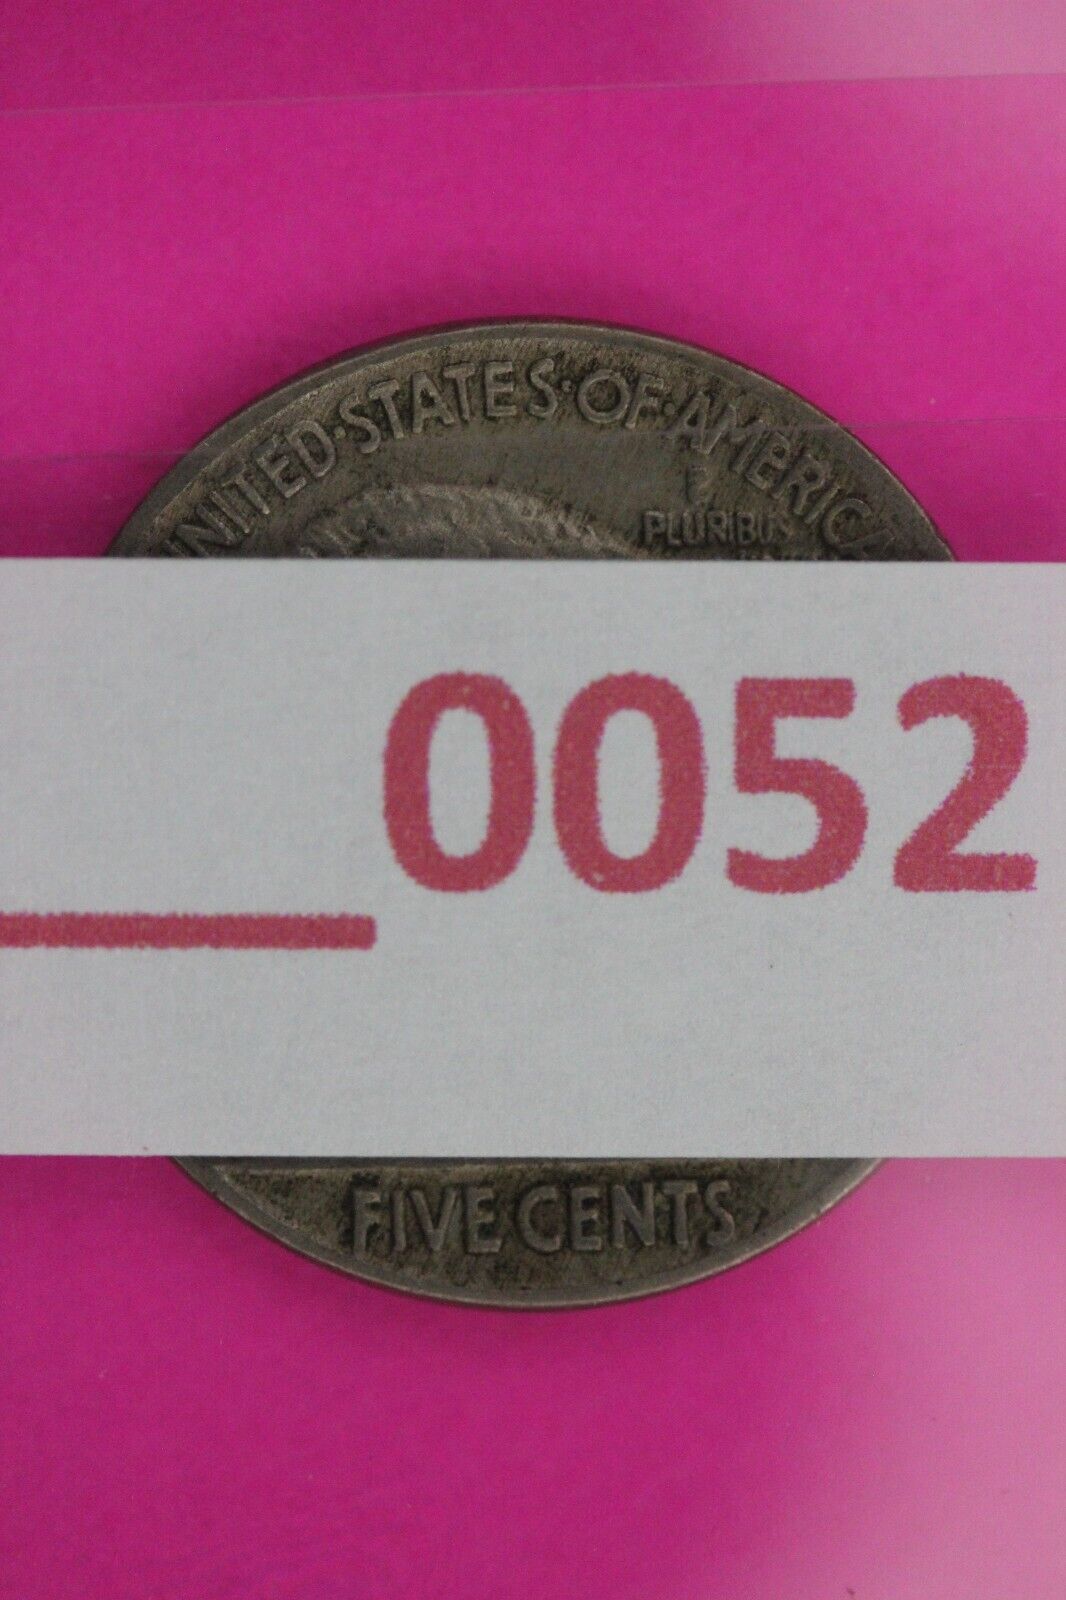 UNITED·STATES·OF·AMERICA
PLURIBUS
0052
FIVE CENTS